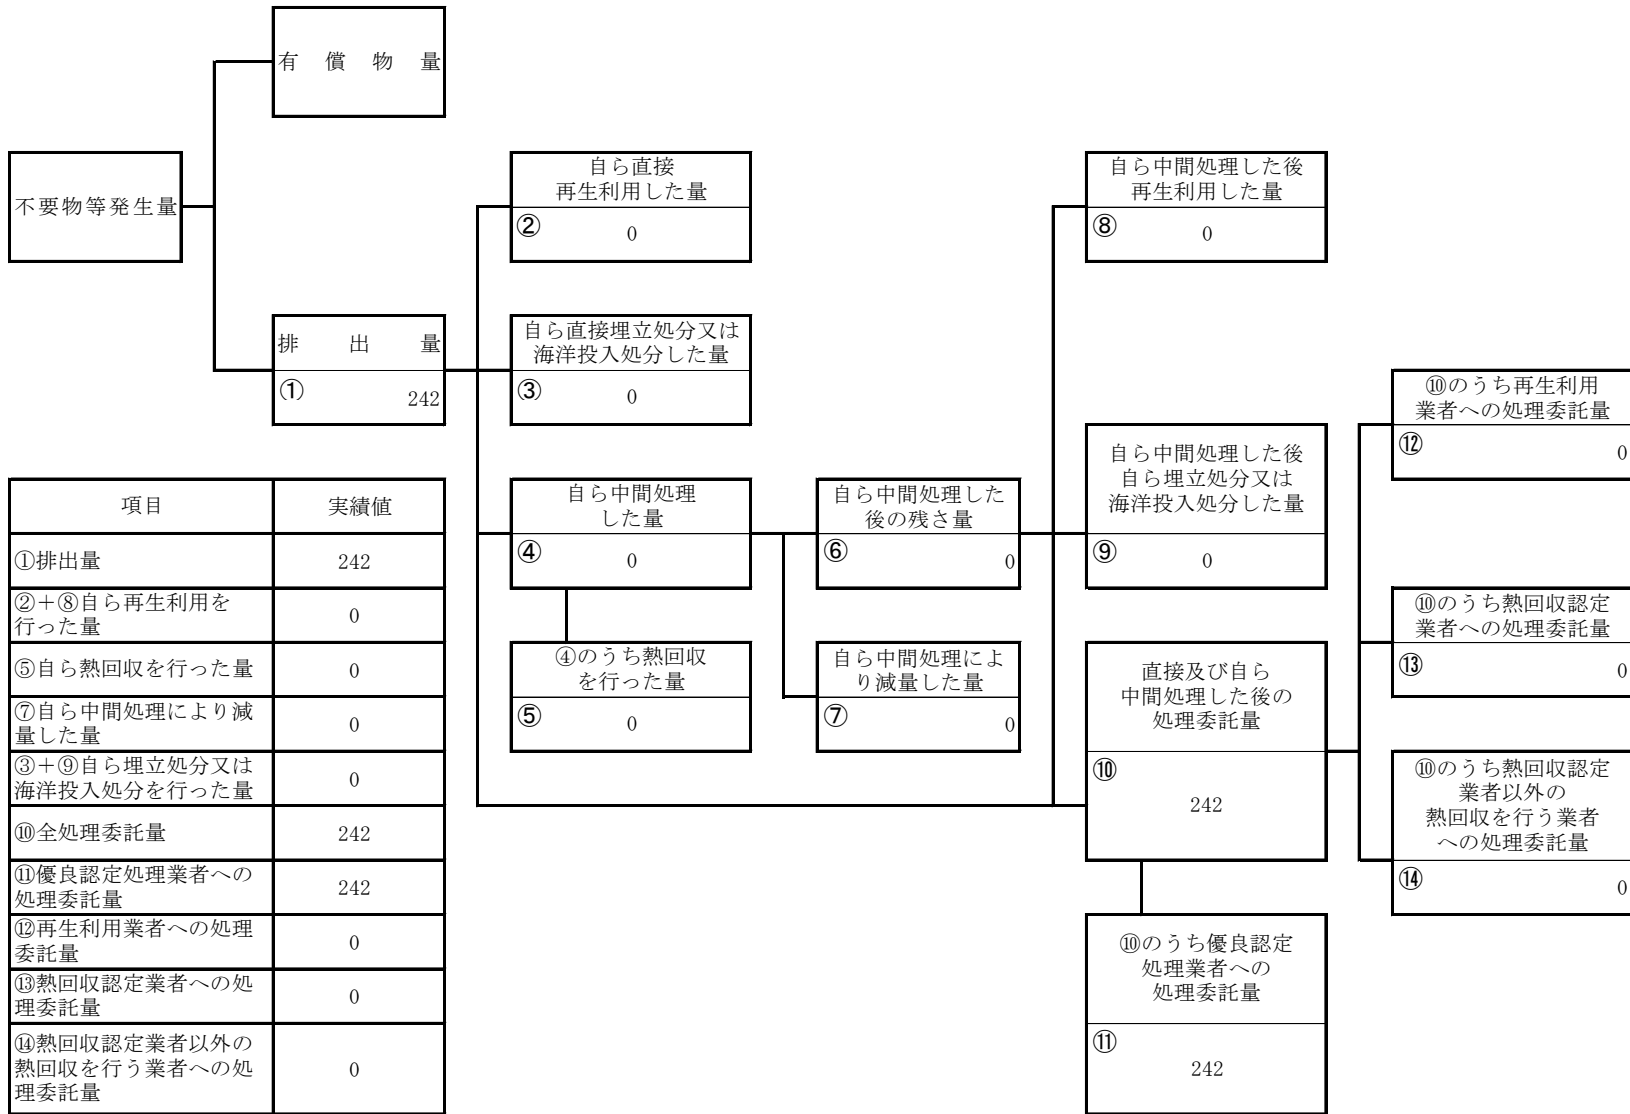 有償物量
不要物等発生量
排出量
①
242
自ら直接
再生利用した量
②
0
自ら直接埋立処分又は
海洋投入処分した量
③
0
自ら中間処理
した量
④
0
④のうち熱回収
を行った量
⑤
0
自ら中間処理した
後の残さ量
⑥
0
自ら中間処理によ
り減量した量
⑦
0
自ら中間処理した後
再生利用した量
⑧
0
自ら中間処理した後
自ら埋立処分又は
海洋投入処分した量
⑨
0
直接及び自ら
中間処理した後の
処理委託量
⑩
242
⑩のうち優良認定
処理業者への
処理委託量
⑪
242
⑩のうち再生利用
業者への処理委託量
⑫
0
⑩のうち熱回収認定
業者への処理委託量
⑬
0
⑩のうち熱回収認定
業者以外の
熱回収を行う業者
への処理委託量
⑭
0
項目 実績値
①排出量 242
②+⑧自ら再生利用を
行った量
0
⑤自ら熱回収を行った量 0
⑦自ら中間処理により減
量した量
0
③+⑨自ら埋立処分又は
海洋投入処分を行った量
0
⑩全処理委託量 242
⑪優良認定処理業者への
処理委託量
242
⑫再生利用業者への処理
委託量
0
⑬熱回収認定業者への処
理委託量
0
⑭熱回収認定業者以外の
熱回収を行う業者への処
理委託量
0